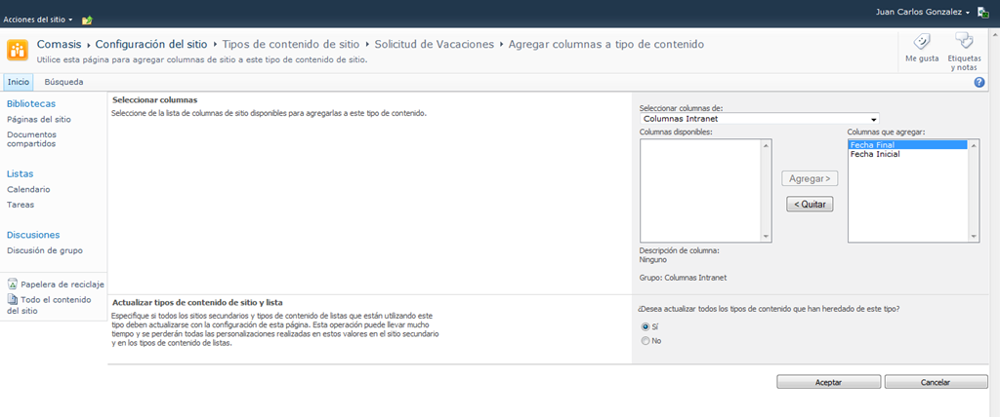 Juan Carlos Gonzalez
Acciones del sitio
Comasis › Configuración del sitio › Tipos de contenido de sitio › Solicitud de Vacaciones › Agregar columnas a tipo de contenido
Utilice esta página para agregar columnas de sitio a este tipo de contenido de sitio.
Me gusta
Etiquetas
y notas
Inicio
Búsqueda
Bibliotecas
Páginas del sitio
Documentos
compartidos
Listas
Calendario
Tareas
Discusiones
Discusión de grupo
Papelera de reciclaje
Todo el contenido
del sitio
Seleccionar columnas
Seleccione de la lista de columnas de sitio disponibles para agregarlas a este tipo de contenido.
Seleccionar columnas de:
Columnas Intranet
Columnas disponibles:
Agregar >
< Quitar
Columnas que agregar:
Fecha Final
Fecha Inicial
Descripción de columna:
Ninguno
Grupo: Columnas Intranet
Actualizar tipos de contenido de sitio y lista
Especifique si todos los sitios secundarios y tipos de contenido de listas que están utilizando este
tipo deben actualizarse con la configuración de esta página. Esta operación puede llevar mucho
tiempo y se perderán todas las personalizaciones realizadas en estos valores en el sitio secundario
y en los tipos de contenido de listas.
¿Desea actualizar todos los tipos de contenido que han heredado de este tipo?
Sí
No
Aceptar
Cancelar